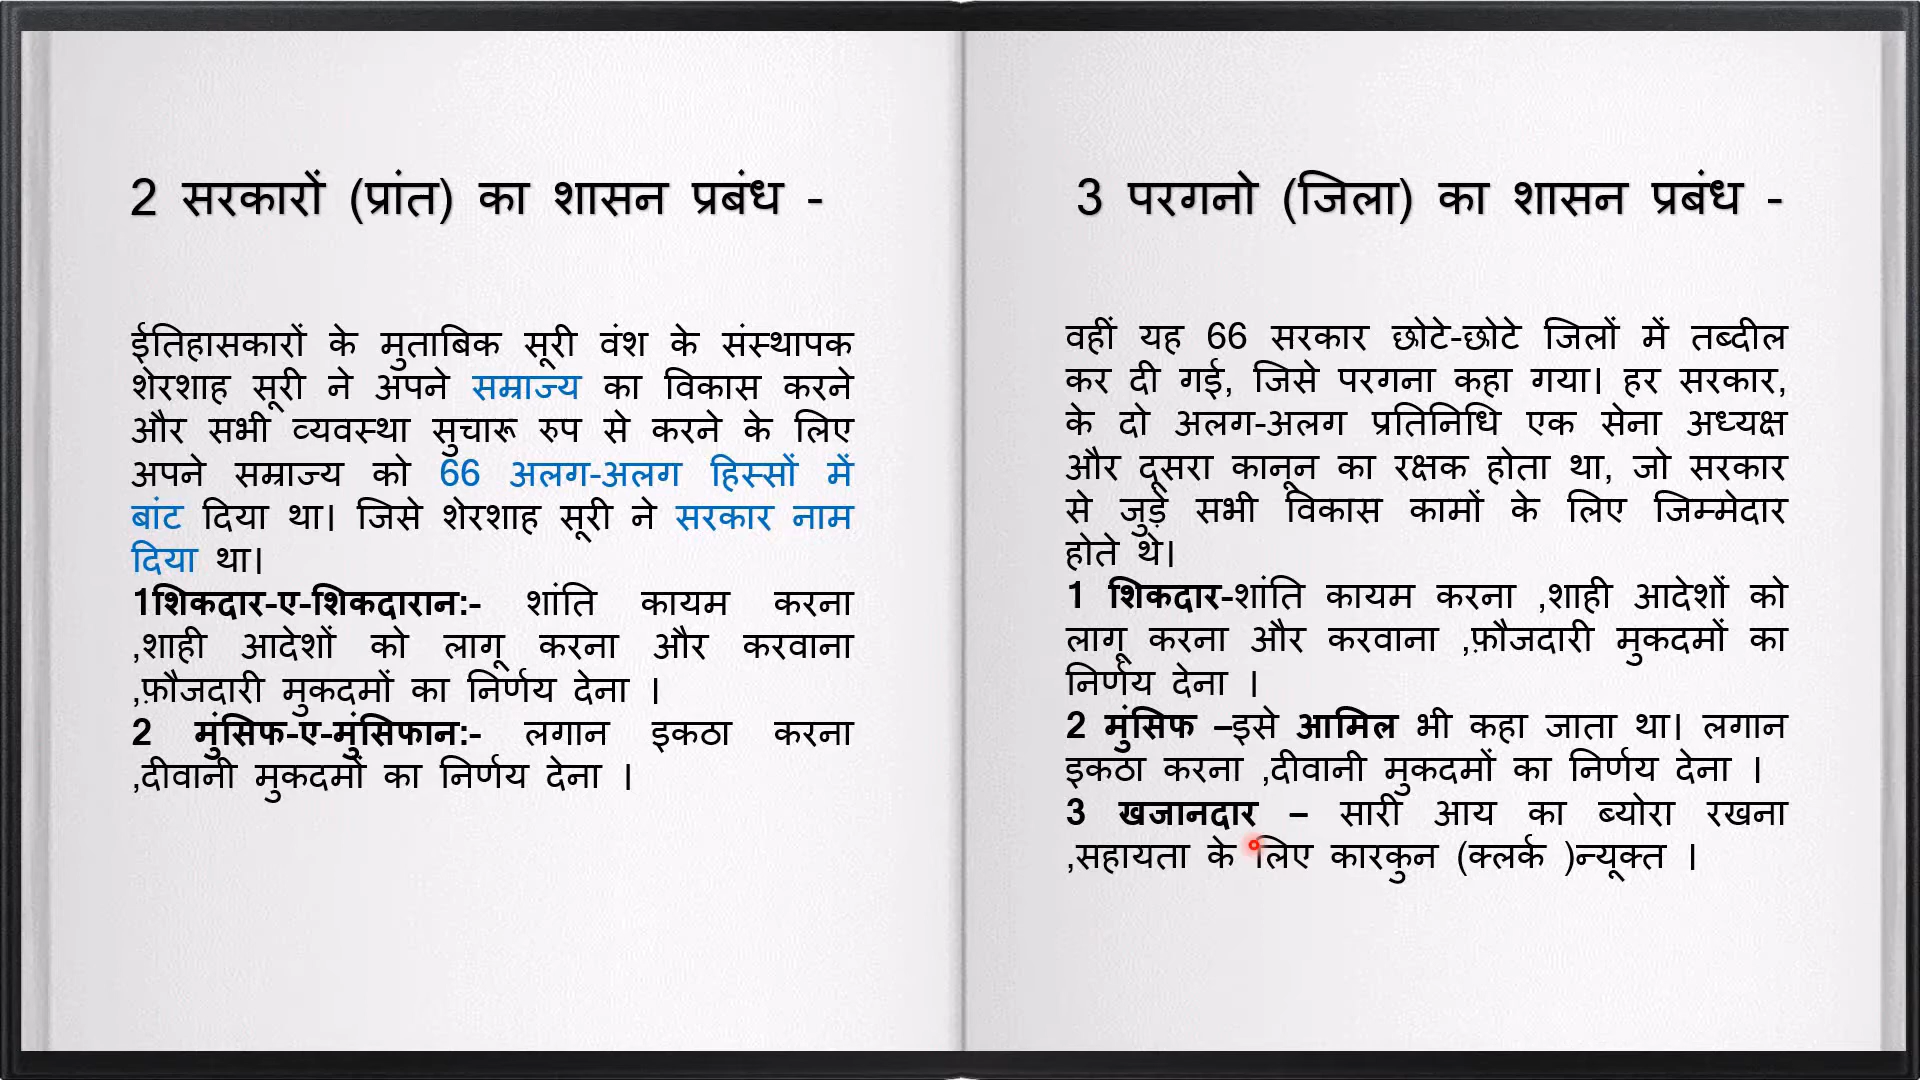 2 सरकारों (प्रांत) का शासन प्रबंध -
ईतिहासकारों के मुताबिक सूरी वंश के संस्थापक
शेरशाह सूरी ने अपने सम्राज्य का विकास करने
और सभी व्यवस्था सुचारू रुप से करने के लिए
अपने सम्राज्य को 66 अलग-अलग हिस्सों में
बांट दिया था। जिसे शेरशाह सूरी ने सरकार नाम
दिया था।
1शिकदार-ए-शिकदारान:- शांति कायम करना
,शाही आदेशों को लागू करना और करवाना
,फ़ौजदारी मुकदमों का निर्णय देना ।
2 मुंसिफ-ए-मुंसिफान:- लगान इकठा करना
,दीवानी मुकदमों का निर्णय देना ।
3 परगनो (जिला) का शासन प्रबंध -
वहीं यह 66 सरकार छोटे-छोटे जिलों में तब्दील
कर दी गई, जिसे परगना कहा गया। हर सरकार,
के दो अलग-अलग प्रतिनिधि एक सेना अध्यक्ष
और दूसरा कानून का रक्षक होता था, जो सरकार
से जुड़े सभी विकास कामों के लिए जिम्मेदार
होते थे।
1 शिकदार-शांति कायम करना ,शाही आदेशों को
लागू करना और करवाना ,फ़ौजदारी मुकदमों का
निर्णय देना ।
2 मुंसिफ –इसे आमिल भी कहा जाता था। लगान
इकठा करना ,दीवानी मुकदमों का निर्णय देना ।
3 खजानदार – सारी आय का ब्योरा रखना
,सहायता के लिए कारकुन (क्लर्क )न्यूक्त ।